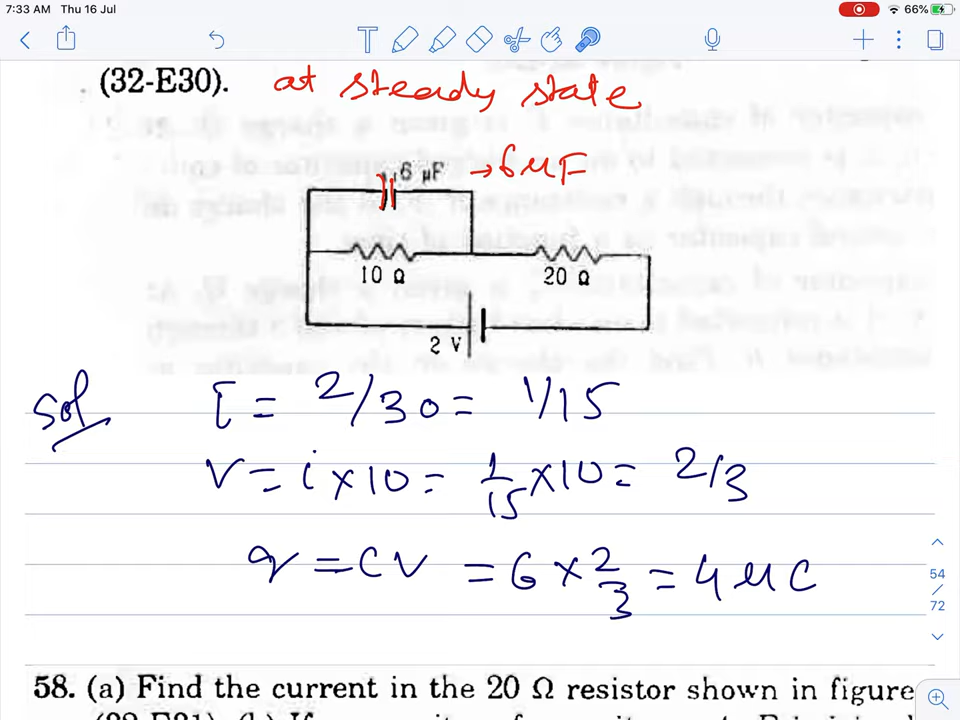 7:33 AM Thu 16 Jul 66%
T
(32-E30). at steady state
6 μF → 6 μF
10 Ω 20 Ω
2 V
Sol I = 2/30 = 1/15
V = i × 10 = 1/15 × 10 = 2/3
q = CV = 6 × 2/3 = 4 μC
54
/
72
58. (a) Find the current in the 20 Ω resistor shown in figure